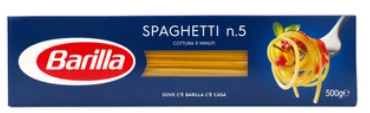 SPAGHETTI n.5
COTTURA 9 MINUTI
Barilla
DOVE C'È BARILLA C'È CASA
500g e